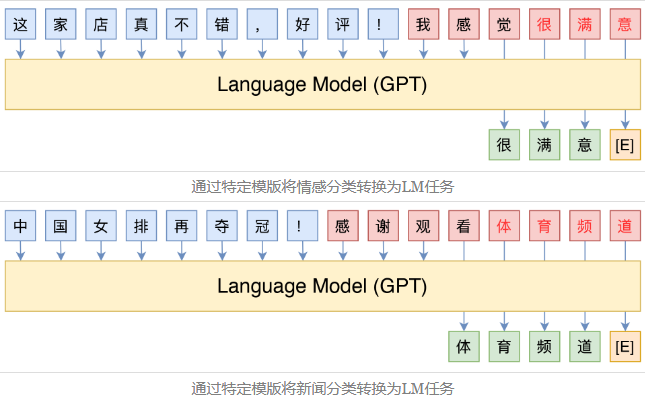 这家店真不错，好评！我感觉很满意
Language Model (GPT)
很满意[E]
通过特定模版将情感分类转换为LM任务
中国女排再夺冠！感谢观看体育频道
Language Model (GPT)
体育频道[E]
通过特定模版将新闻分类转换为LM任务